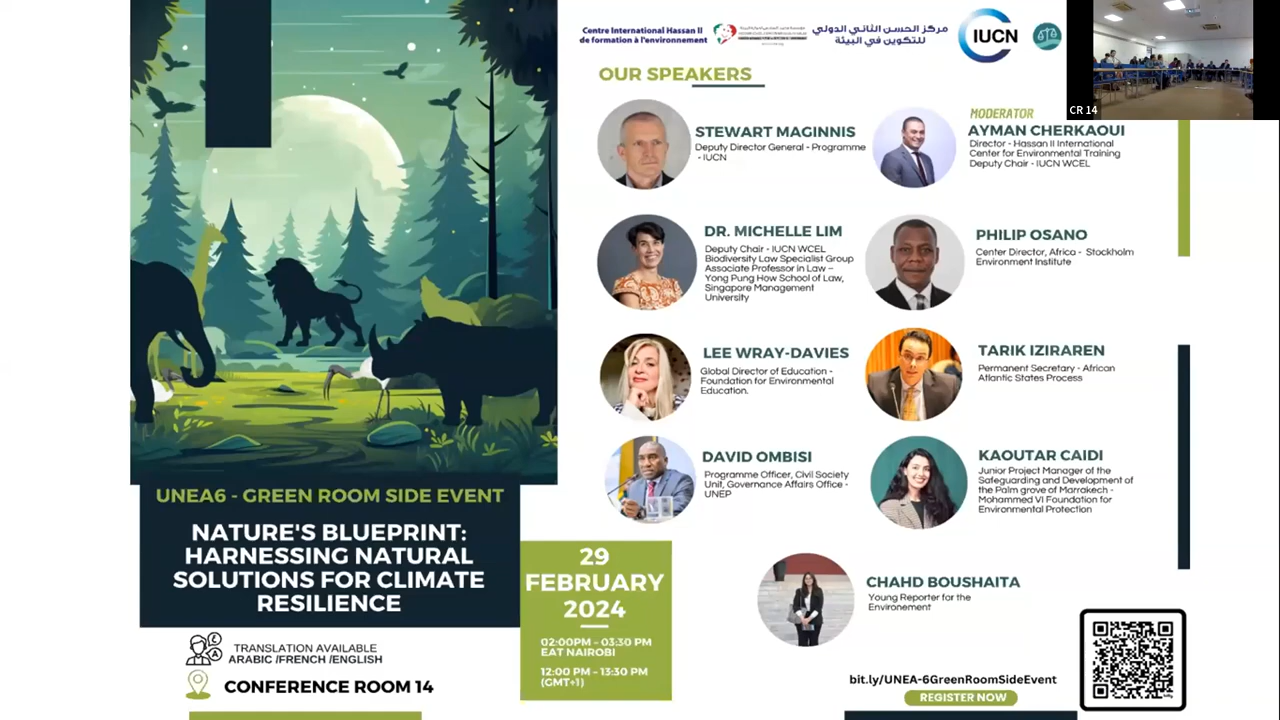 Centre International Hassan II
de formation à l'environnement
مركز الحسن الثاني الدولي
للتكوين في البيئة
IUCN
CR 14
OUR SPEAKERS
STEWART MAGINNIS
Deputy Director General - Programme
- IUCN
MODERATOR
AYMAN CHERKAOUI
Director - Hassan II International
Center for Environmental Training
Deputy Chair - IUCN WCEL
DR. MICHELLE LIM
Deputy Chair - IUCN WCEL
Biodiversity Law Specialist Group
Associate Professor in Law –
Yong Pung How School of Law,
Singapore Management
University
PHILIP OSANO
Center Director, Africa - Stockholm
Environment Institute
LEE WRAY-DAVIES
Global Director of Education -
Foundation for Environmental
Education.
TARIK IZIRAREN
Permanent Secretary - African
Atlantic States Process
DAVID OMBISI
Programme Officer, Civil Society
Unit, Governance Affairs Office -
UNEP
KAOUTAR CAIDI
Junior Project Manager of the
Safeguarding and Development of
the Palm grove of Marrakech -
Mohammed VI Foundation for
Environmental Protection
CHAHD BOUSHAITA
Young Reporter for the
Environement
UNEA6 - GREEN ROOM SIDE EVENT
NATURE'S BLUEPRINT:
HARNESSING NATURAL
SOLUTIONS FOR CLIMATE
RESILIENCE
29
FEBRUARY
2024
02:00PM – 03:30 PM
EAT NAIROBI
12:00 PM – 13:30 PM
(GMT+1)
TRANSLATION AVAILABLE
ARABIC /FRENCH /ENGLISH
CONFERENCE ROOM 14
bit.ly/UNEA-6GreenRoomSideEvent
REGISTER NOW